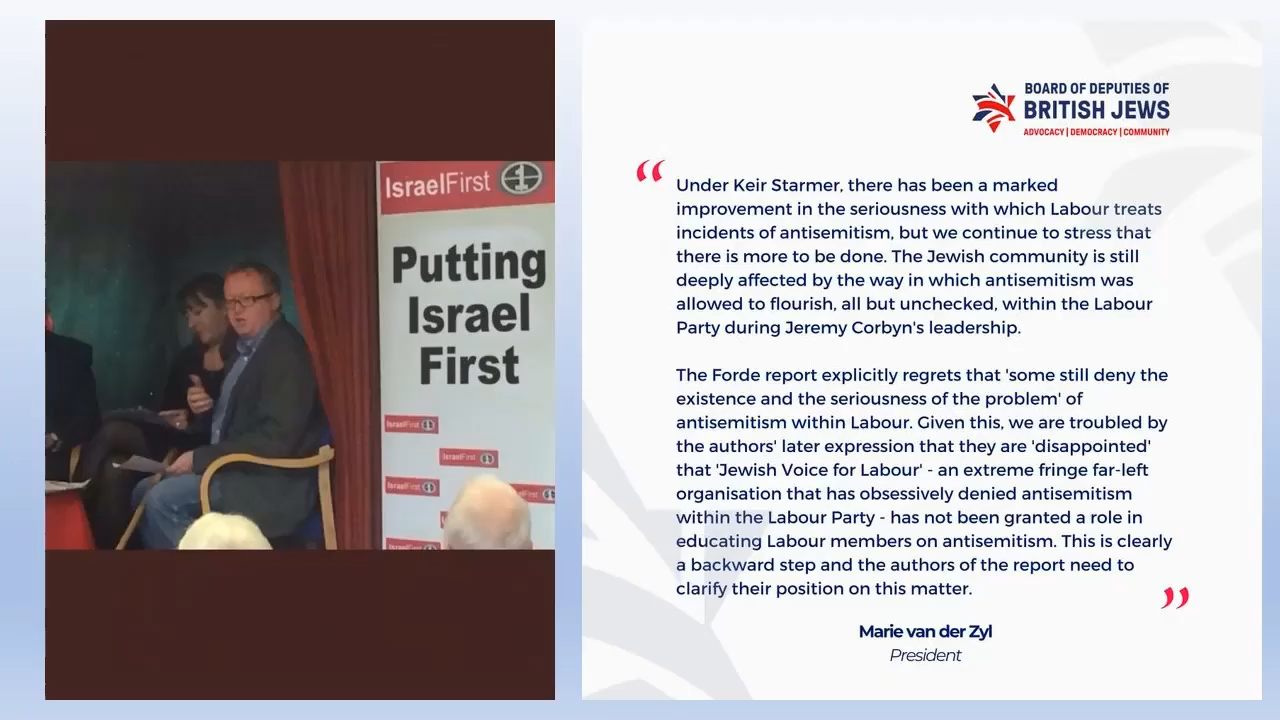 IsraelFirst 1
Putting
Israel
First
IsraelFirst
IsraelFirst
IsraelFirst
IsraelFirst
BOARD OF DEPUTIES OF
BRITISH JEWS
ADVOCACY | DEMOCRACY | COMMUNITY
“
Under Keir Starmer, there has been a marked
improvement in the seriousness with which Labour treats
incidents of antisemitism, but we continue to stress that
there is more to be done. The Jewish community is still
deeply affected by the way in which antisemitism was
allowed to flourish, all but unchecked, within the Labour
Party during Jeremy Corbyn's leadership.
The Forde report explicitly regrets that 'some still deny the
existence and the seriousness of the problem' of
antisemitism within Labour. Given this, we are troubled by
the authors' later expression that they are 'disappointed'
that 'Jewish Voice for Labour' - an extreme fringe far-left
organisation that has obsessively denied antisemitism
within the Labour Party - has not been granted a role in
educating Labour members on antisemitism. This is clearly
a backward step and the authors of the report need to
clarify their position on this matter.
”
Marie van der Zyl
President